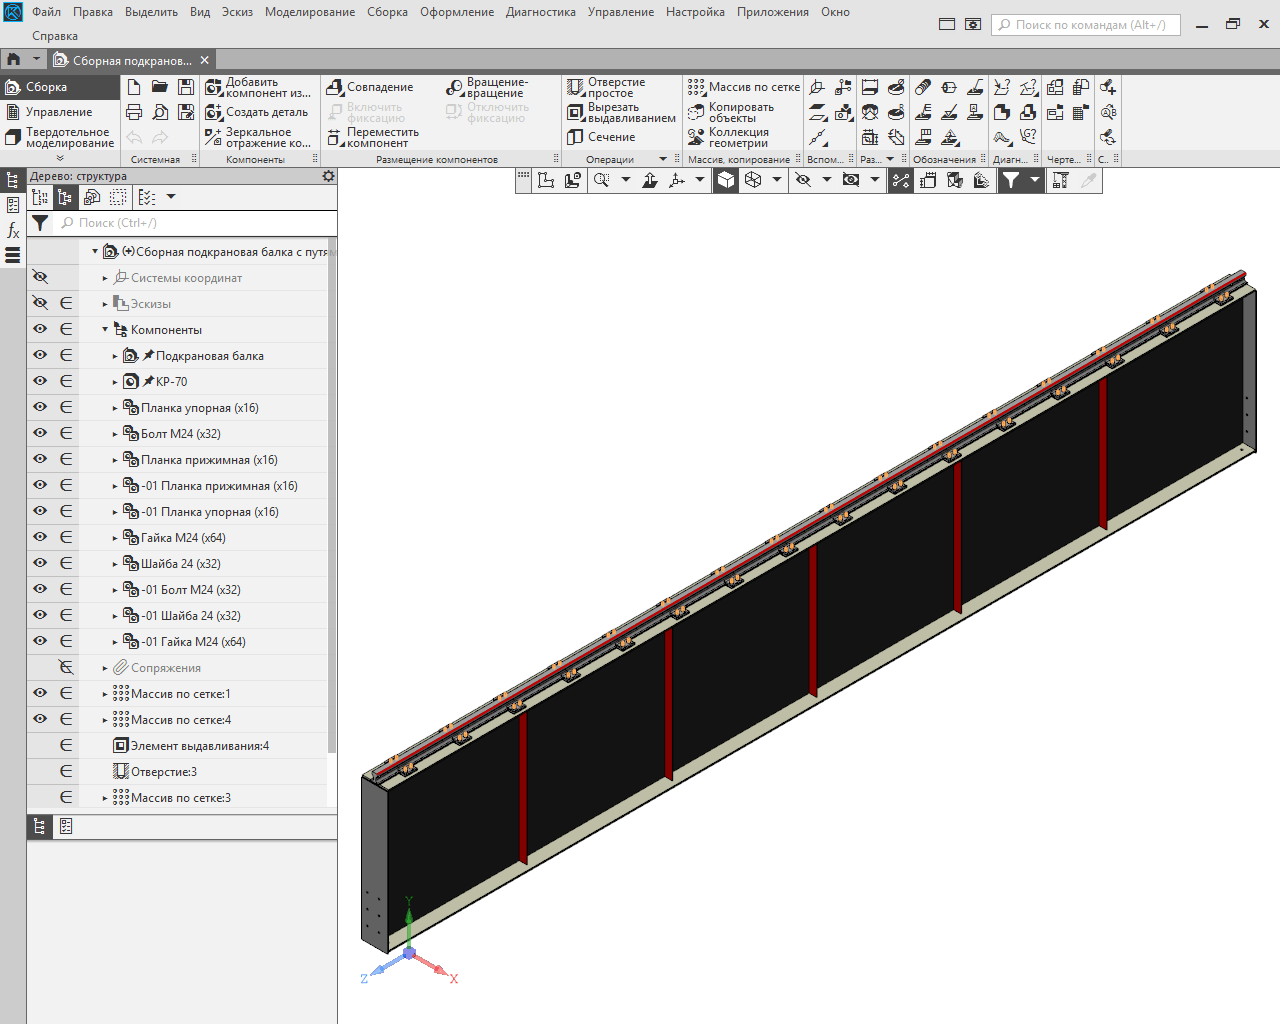 Файл Правка Выделить Вид Эскиз Моделирование Сборка Оформление Диагностика Управление Настройка Приложения Окно
Справка
Поиск по командам (Alt+/)
Сборная подкранов...
Сборка
Управление
Твердотельное
моделирование
Системная
Добавить
компонент из...
Создать деталь
Зеркальное
отражение ко...
Компоненты
Совпадение
Включить
фиксацию
Переместить
компонент
Вращение-
вращение
Отключить
фиксацию
Размещение компонентов
Отверстие
простое
Вырезать
выдавливанием
Сечение
Операции
Массив по сетке
Копировать
объекты
Коллекция
геометрии
Массив, копирование
Вспом...
Раз...
Обозначения
Диагн...
Черте...
С...
Дерево: структура
Поиск (Ctrl+/)
(+)Сборная подкрановая балка с путя
Системы координат
Эскизы
Компоненты
Подкрановая балка
КР-70
Планка упорная (x16)
Болт М24 (x32)
Планка прижимная (x16)
-01 Планка прижимная (x16)
-01 Планка упорная (x16)
Гайка М24 (x64)
Шайба 24 (x32)
-01 Болт М24 (x32)
-01 Шайба 24 (x32)
-01 Гайка М24 (x64)
Сопряжения
Массив по сетке:1
Массив по сетке:4
Элемент выдавливания:4
Отверстие:3
Массив по сетке:3
Y
Z
X